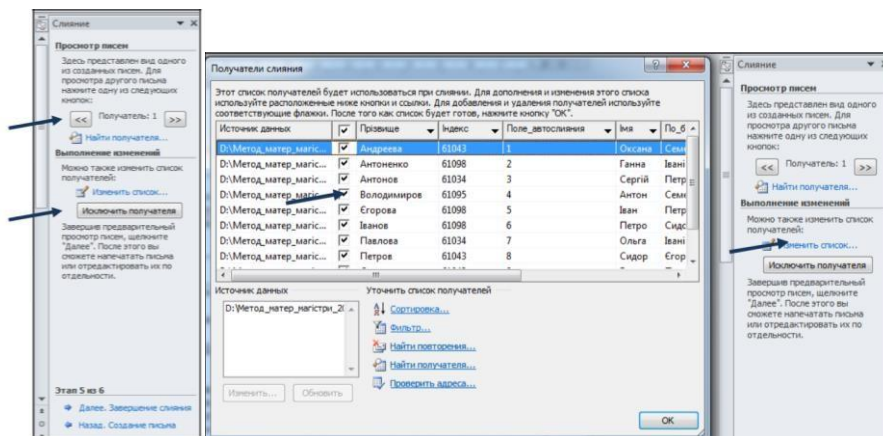 Слияние
Просмотр писем
Здесь представлен вид одного
из созданных писем. Для
просмотра другого письма
нажмите одну из следующих
кнопок:
<< Получатель: 1 >>
Найти получателя...
Выполнение изменений
Можно также изменить список
получателей:
Изменить список...
Исключить получателя
Завершив предварительный
просмотр писем, щелкните
"Далее". После этого вы
сможете напечатать письма
или отредактировать их по
отдельности.
Этап 5 из 6
Далее. Завершение слияния
Назад. Создание письма
Получатели слияния
Этот список получателей будет использоваться при слиянии. Для дополнения и изменения этого списка
используйте расположенные ниже кнопки и ссылки. Для добавления и удаления получателей используйте
соответствующие флажки. После того как список будет готов, нажмите кнопку "ОК".
Источник данных Прізвище Індекс Поле_автослияния Імя По_б
D:\Метод_матер_магіс... Андреева 61043 1 Оксана Семе
D:\Метод_матер_магіс... Антоненко 61098 2 Ганна Івані
D:\Метод_матер_магіс... Антонов 61034 3 Сергій Петр
D:\Метод_матер_магіс... Володимиров 61095 4 Антон Семе
D:\Метод_матер_магіс... Єгорова 61098 5 Іван Петр
D:\Метод_матер_магіс... Іванов 61098 6 Петро Сидо
D:\Метод_матер_магіс... Павлова 61034 7 Ольга Івані
D:\Метод_матер_магіс... Петров 61043 8 Сидор Єгор
Источник данных
D:\Метод_матер_магістри_2(
Изменить... Обновить
Уточнить список получателей
Сортировка...
Фильтр...
Найти повторения...
Найти получателя...
Проверить адреса...
ОК
Слияние
Просмотр писем
Здесь представлен вид одного
из созданных писем. Для
просмотра другого письма
нажмите одну из следующих
кнопок:
<< Получатель: 1 >>
Найти получателя...
Выполнение изменений
Можно также изменить список
получателей:
Изменить список...
Исключить получателя
Завершив предварительный
просмотр писем, щелкните
"Далее". После этого вы
сможете напечатать письма
или отредактировать их по
отдельности.